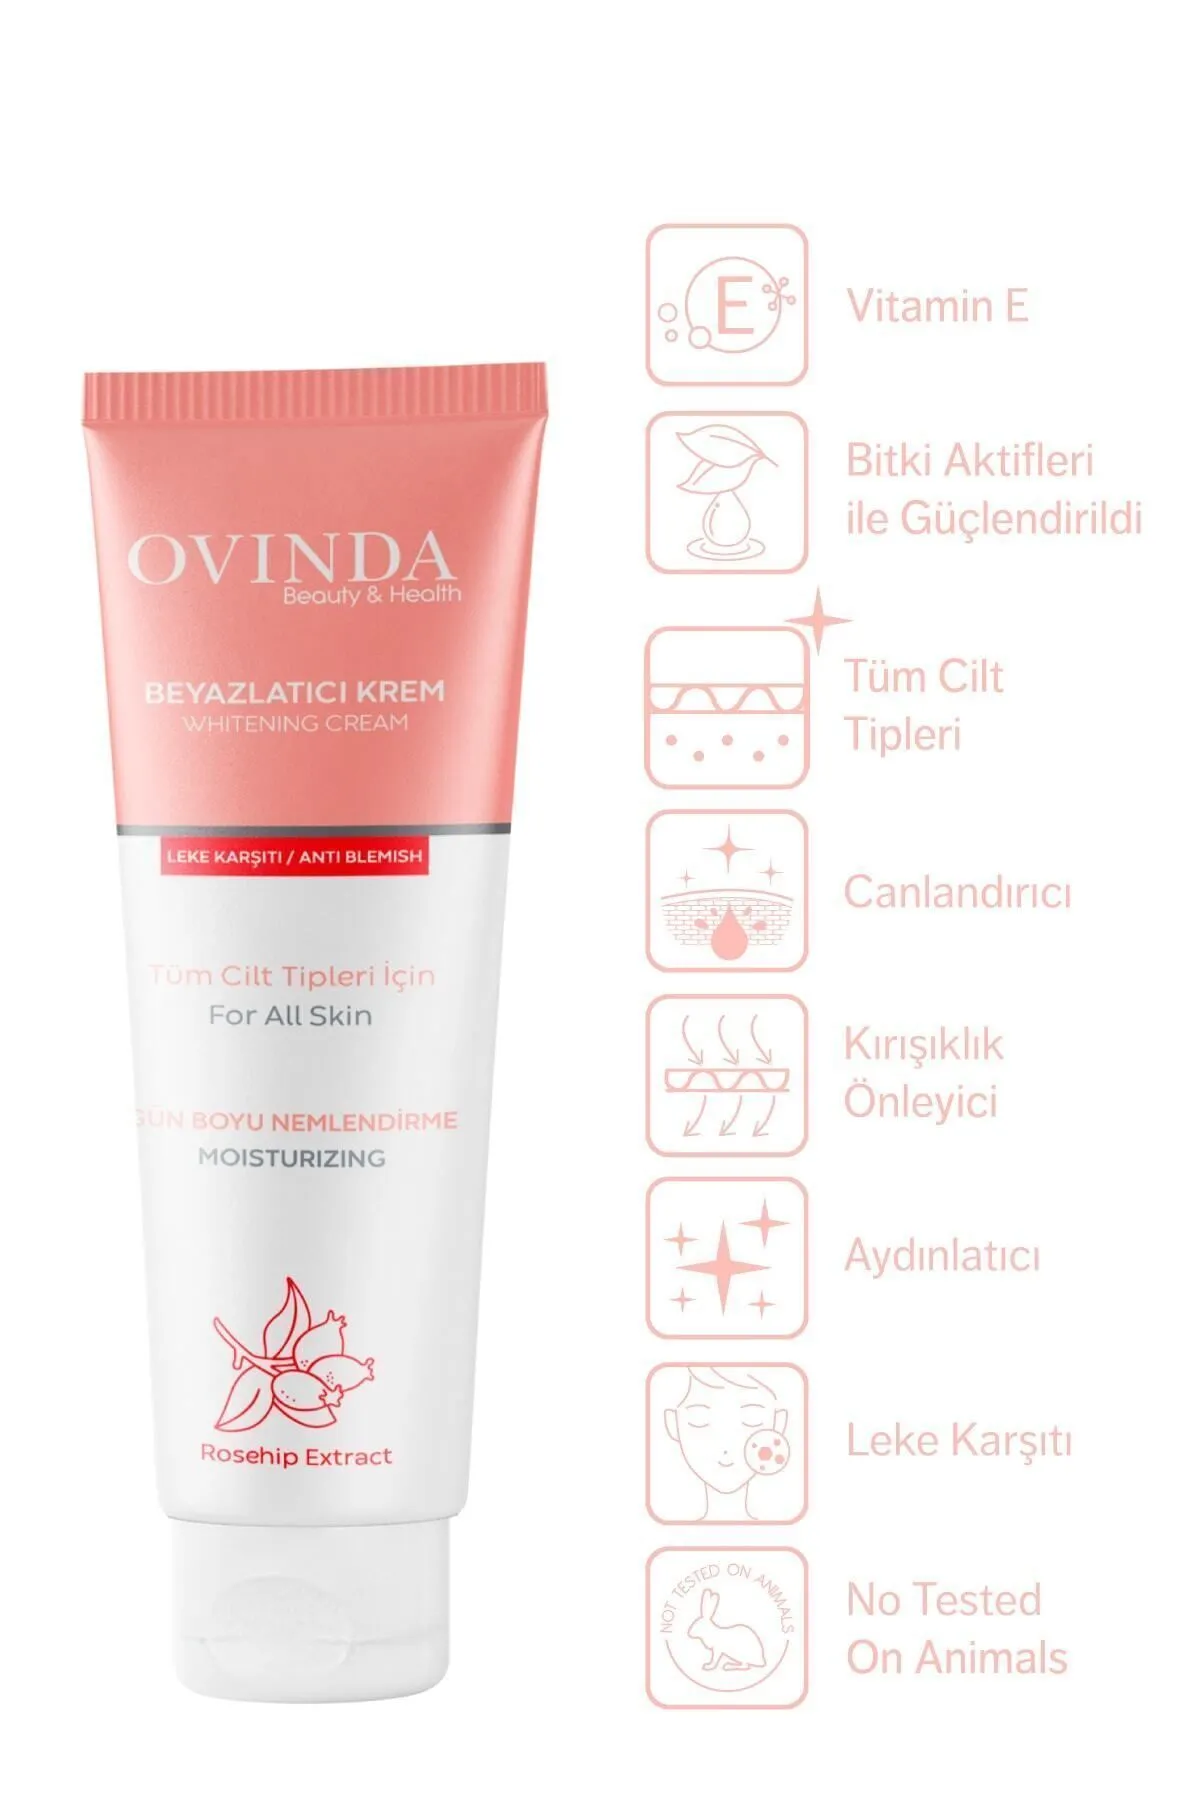 OVINDA
Beauty & Health
BEYAZLATICI KREM
WHITENING CREAM
LEKE KARŞITI / ANTI BLEMISH
Tüm Cilt Tipleri İçin
For All Skin
GÜN BOYU NEMLENDİRME
MOISTURIZING
Rosehip Extract
E
Vitamin E
Bitki Aktifleri
ile Güçlendirildi
Tüm Cilt
Tipleri
Canlandırıcı
Kırışıklık
Önleyici
Aydınlatıcı
Leke Karşıtı
NOT TESTED ON ANIMALS
No Tested
On Animals